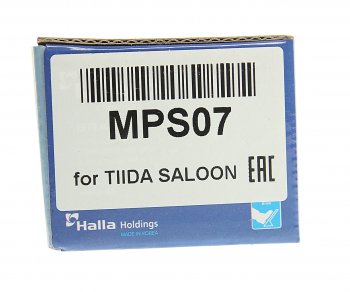 MPS07
for TIIDA SALOON EAC
Halla Holdings
MADE IN KOREA